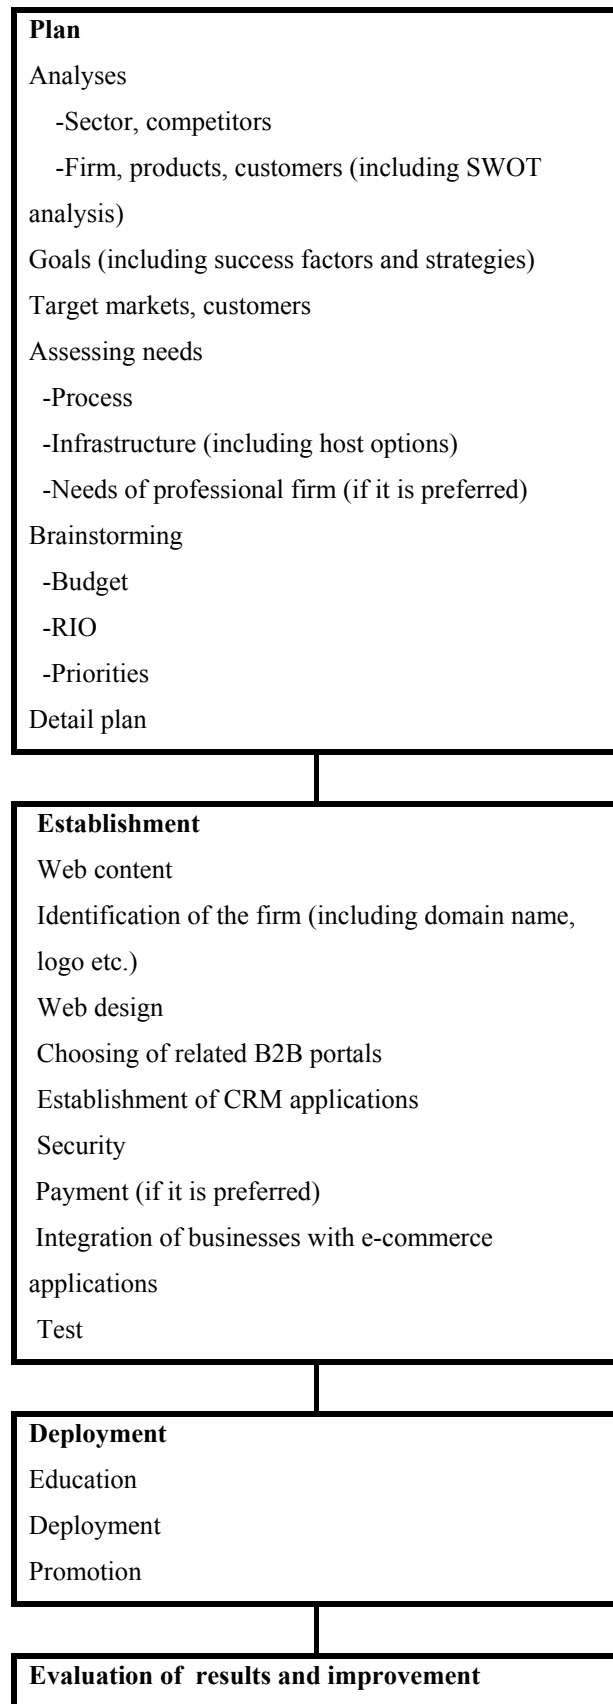 Plan
Analyses
-Sector, competitors
-Firm, products, customers (including SWOT
analysis)
Goals (including success factors and strategies)
Target markets, customers
Assessing needs
-Process
-Infrastructure (including host options)
-Needs of professional firm (if it is preferred)
Brainstorming
-Budget
-RIO
-Priorities
Detail plan
Establishment
Web content
Identification of the firm (including domain name,
logo etc.)
Web design
Choosing of related B2B portals
Establishment of CRM applications
Security
Payment (if it is preferred)
Integration of businesses with e-commerce
applications
Test
Deployment
Education
Deployment
Promotion
Evaluation of results and improvement